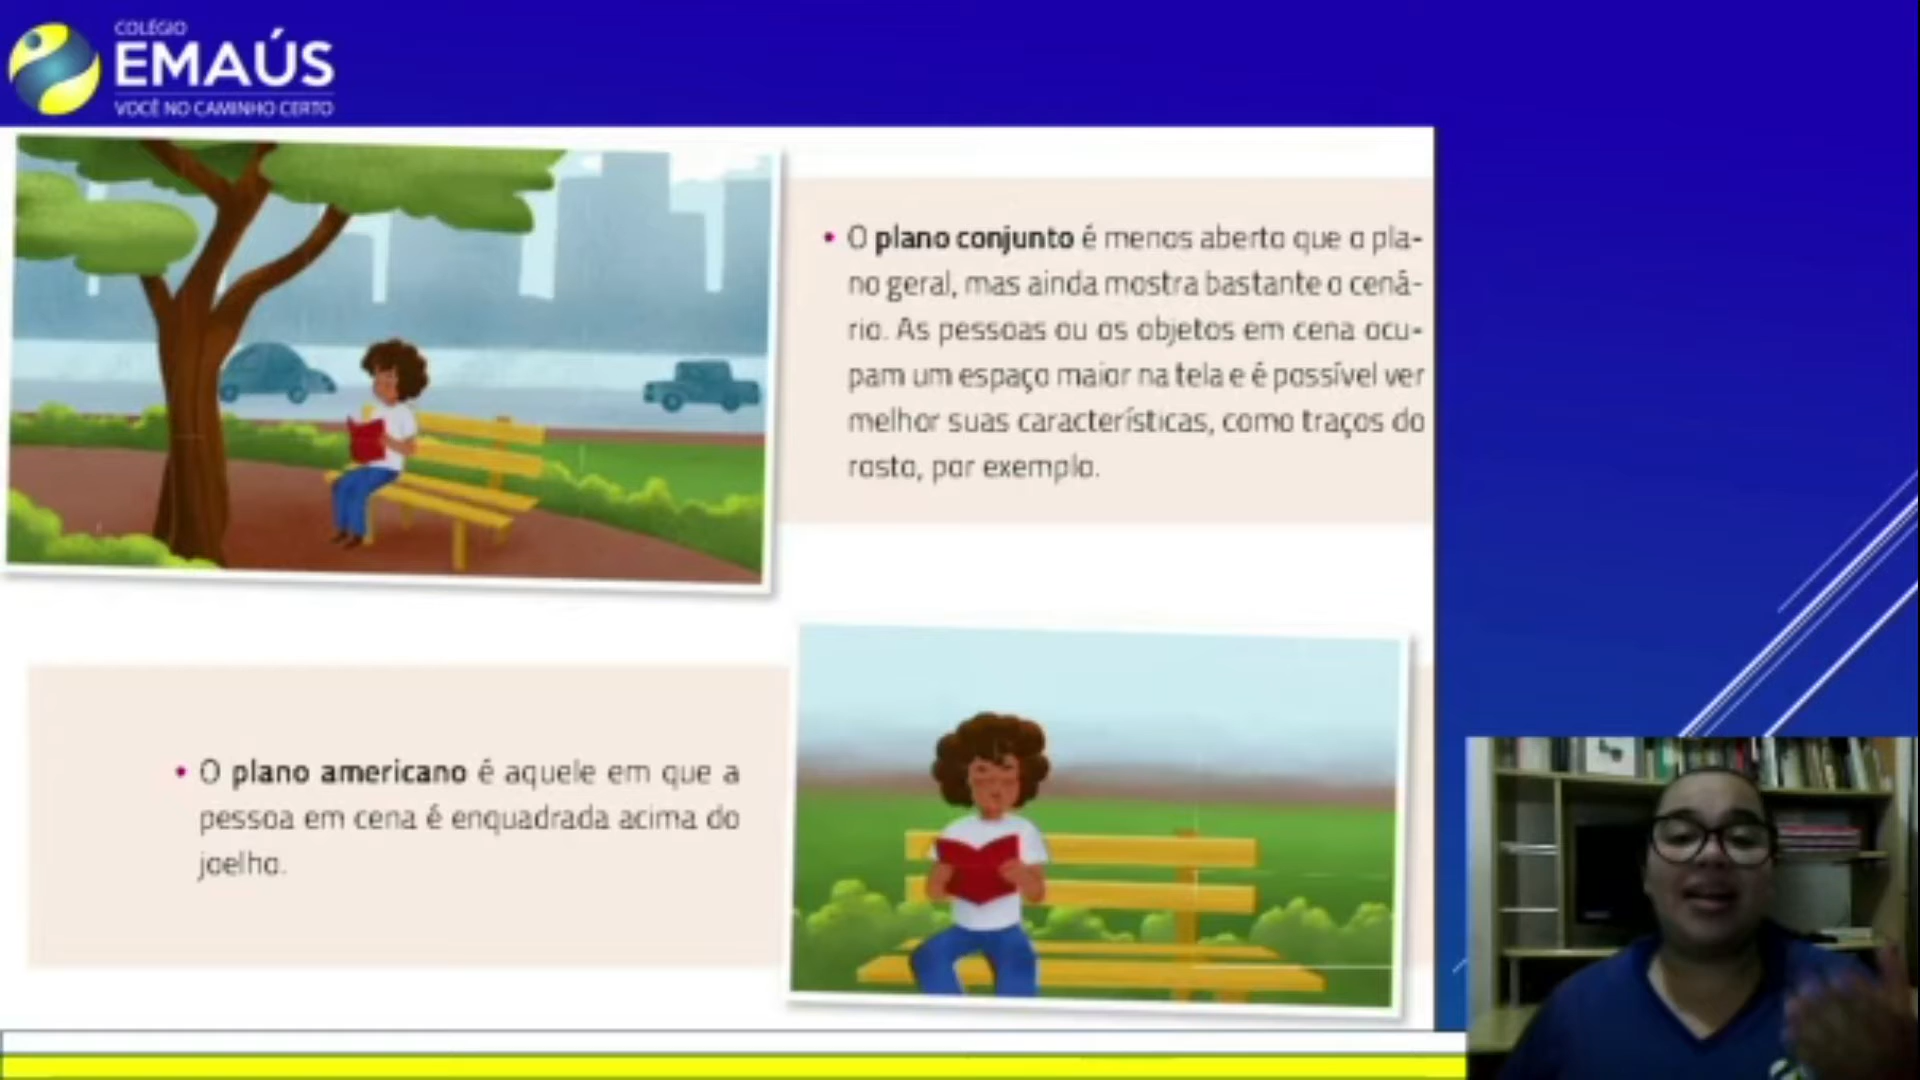 COLÉGIO
EMAÚS
VOCÊ NO CAMINHO CERTO
• O plano conjunto é menos aberto que o pla-
no geral, mas ainda mostra bastante o cená-
rio. As pessoas ou os objetos em cena ocu-
pam um espaço maior na tela e é possível ver
melhor suas características, como traços do
rosto, por exemplo.
• O plano americano é aquele em que a
pessoa em cena é enquadrada acima do
joelho.